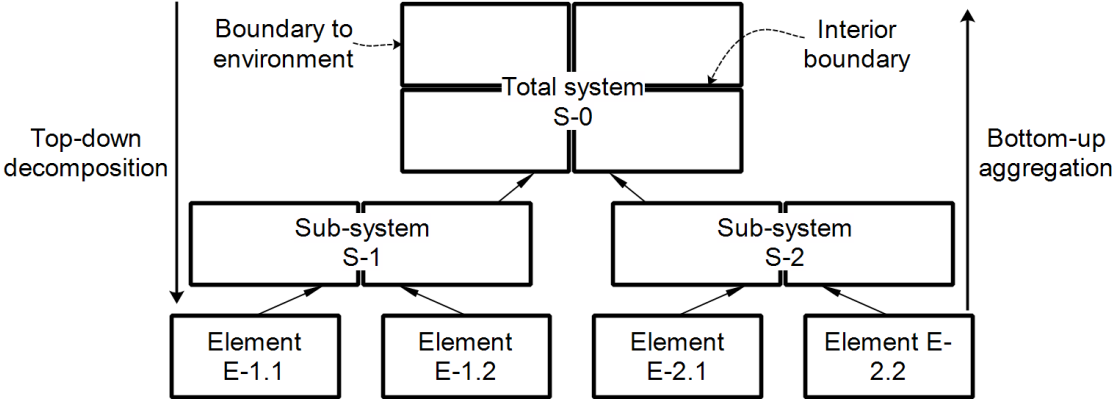 Boundary to
environment
Interior
boundary
Total system
S-0
Top-down
decomposition
Bottom-up
aggregation
Sub-system
S-1
Sub-system
S-2
Element
E-1.1
Element
E-1.2
Element
E-2.1
Element E-
2.2